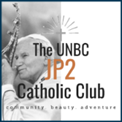 The UNBC
JP2
Catholic Club
community beauty adventure